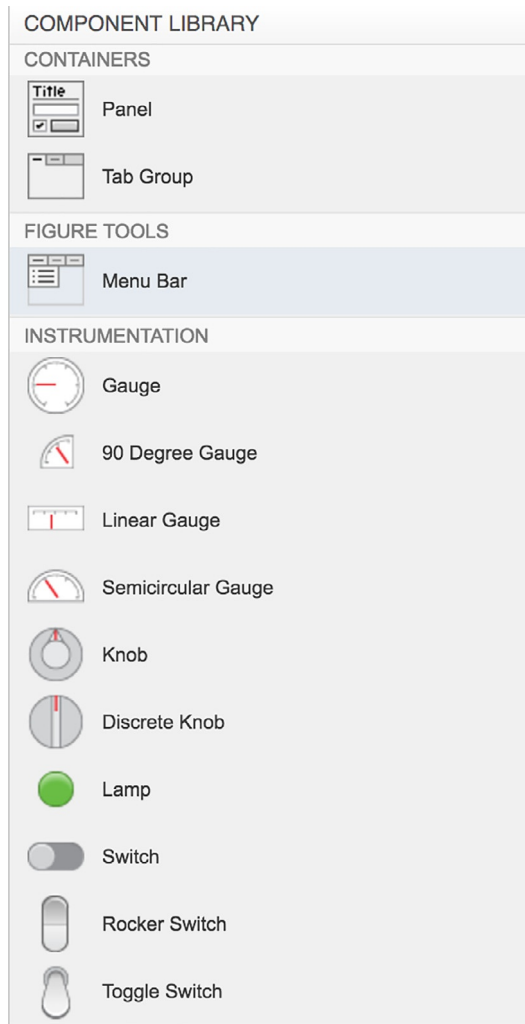 COMPONENT LIBRARY
CONTAINERS
Title
Panel
Tab Group
FIGURE TOOLS
Menu Bar
INSTRUMENTATION
Gauge
90 Degree Gauge
Linear Gauge
Semicircular Gauge
Knob
Discrete Knob
Lamp
Switch
Rocker Switch
Toggle Switch